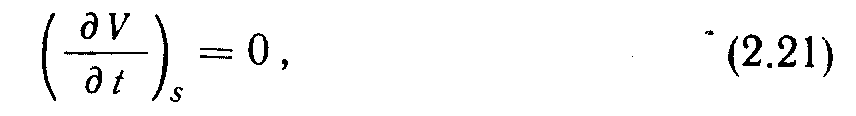 (∂V/∂t)_s = 0, (2.21)